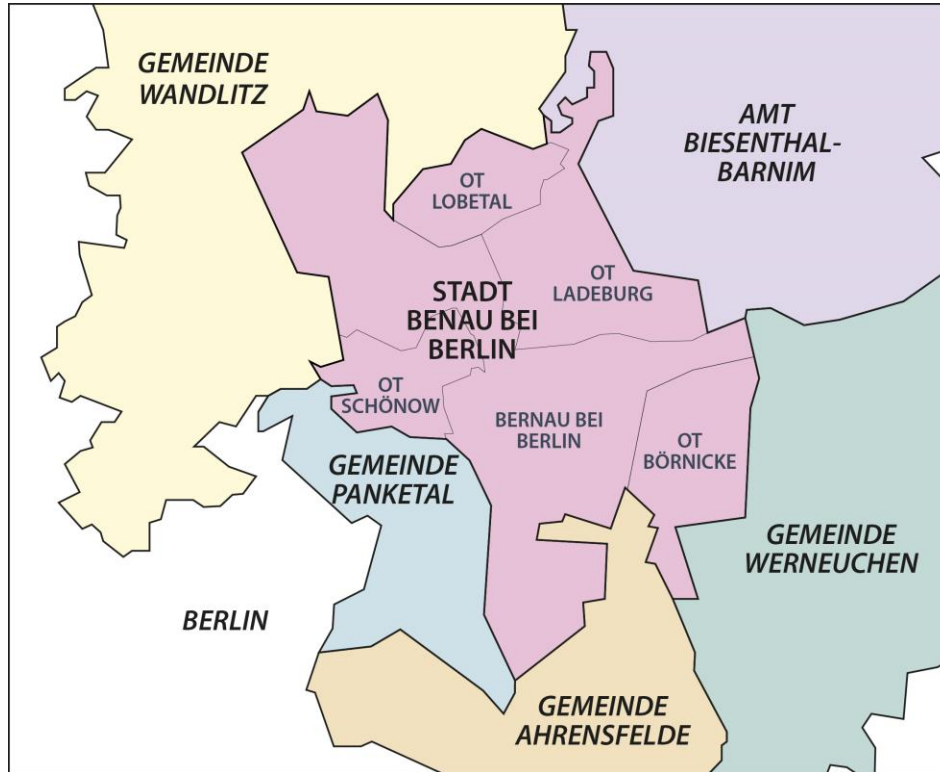 GEMEINDE
WANDLITZ
AMT
BIESENTHAL-
BARNIM
OT
LOBETAL
OT
LADEBURG
STADT
BENAU BEI
BERLIN
OT
SCHÖNOW
BERNAU BEI
BERLIN
OT
BÖRNICKE
GEMEINDE
PANKETAL
GEMEINDE
WERNEUCHEN
BERLIN
GEMEINDE
AHRENSFELDE